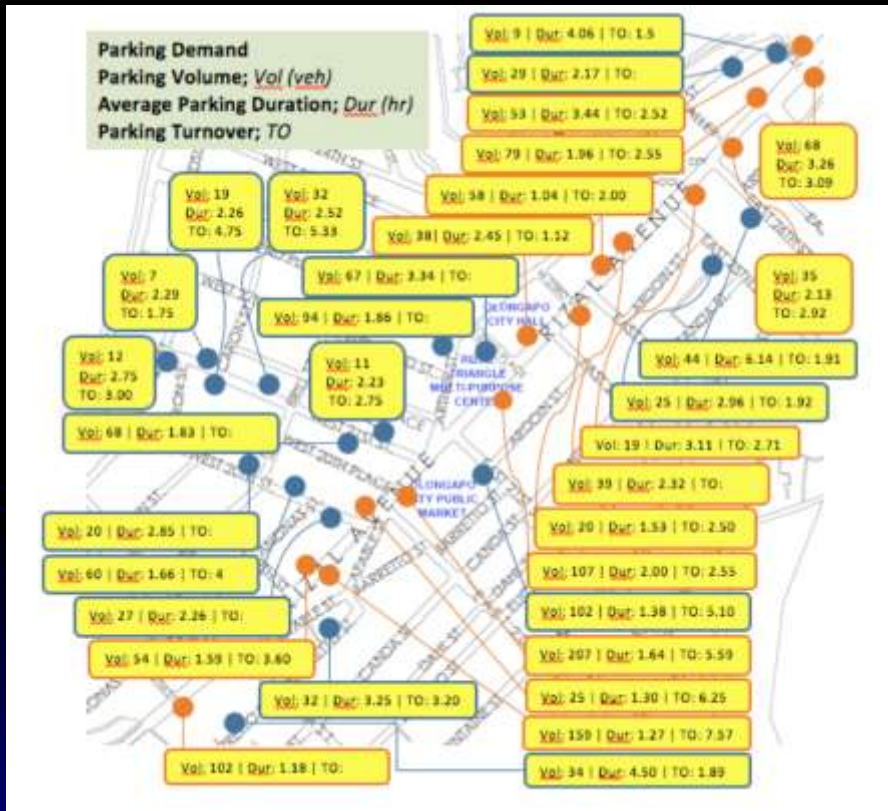 Parking Demand
Parking Volume; Vol (veh)
Average Parking Duration; Dur (hr)
Parking Turnover; TO
Vol: 9 | Dur: 4.06 | TO: 1.5
Vol: 29 | Dur: 2.17 | TO:
Vol: 53 | Dur: 3.44 | TO: 2.52
Vol: 79 | Dur: 1.96 | TO: 2.55
Vol: 58 | Dur: 1.04 | TO: 2.00
Vol: 38| Dur: 2.45 | TO: 1.12
Vol: 67 | Dur: 3.34 | TO:
Vol: 94 | Dur: 1.86 | TO:
Vol: 68
Dur: 3.26
TO: 3.09
Vol: 19
Dur: 2.26
TO: 4.75
Vol: 32
Dur: 2.52
TO: 5.33
Vol: 7
Dur: 2.29
TO: 1.75
Vol: 12
Dur: 2.75
TO: 3.00
Vol: 11
Dur: 2.23
TO: 2.75
Vol: 68 | Dur: 1.83 | TO:
Vol: 35
Dur: 2.13
TO: 2.92
Vol: 44 | Dur: 6.14 | TO: 1.91
Vol: 25 | Dur: 2.96 | TO: 1.92
Vol: 19 | Dur: 3.11 | TO: 2.71
Vol: 39 | Dur: 2.32 | TO:
Vol: 20 | Dur: 1.53 | TO: 2.50
Vol: 107 | Dur: 2.00 | TO: 2.55
Vol: 102 | Dur: 1.38 | TO: 5.10
Vol: 207 | Dur: 1.64 | TO: 5.59
Vol: 25 | Dur: 1.30 | TO: 6.25
Vol: 159 | Dur: 1.27 | TO: 7.57
Vol: 34 | Dur: 4.50 | TO: 1.89
Vol: 20 | Dur: 2.85 | TO:
Vol: 60 | Dur: 1.66 | TO: 4
Vol: 27 | Dur: 2.26 | TO:
Vol: 54 | Dur: 1.59 | TO: 3.60
Vol: 32 | Dur: 3.25 | TO: 3.20
Vol: 102 | Dur: 1.18 | TO:
OLONGAPO
CITY HALL
TRIANGLE
MULTI-PURPOSE
CENTER
OLONGAPO
CITY PUBLIC
MARKET
RIZAL AVENUE
WEST 20TH PLACE
BARRETTO ST.